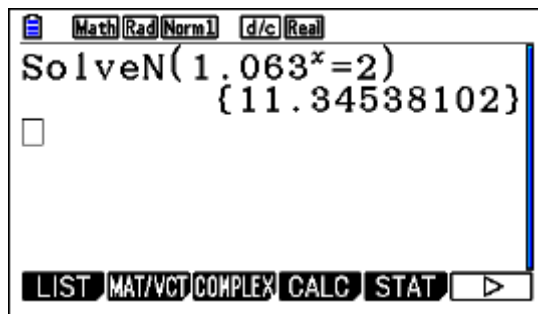 Math Rad Norm1 d/c Real
SolveN(1.063ˣ=2)
{11.34538102}
LIST MAT/VCT COMPLEX CALC STAT ▷